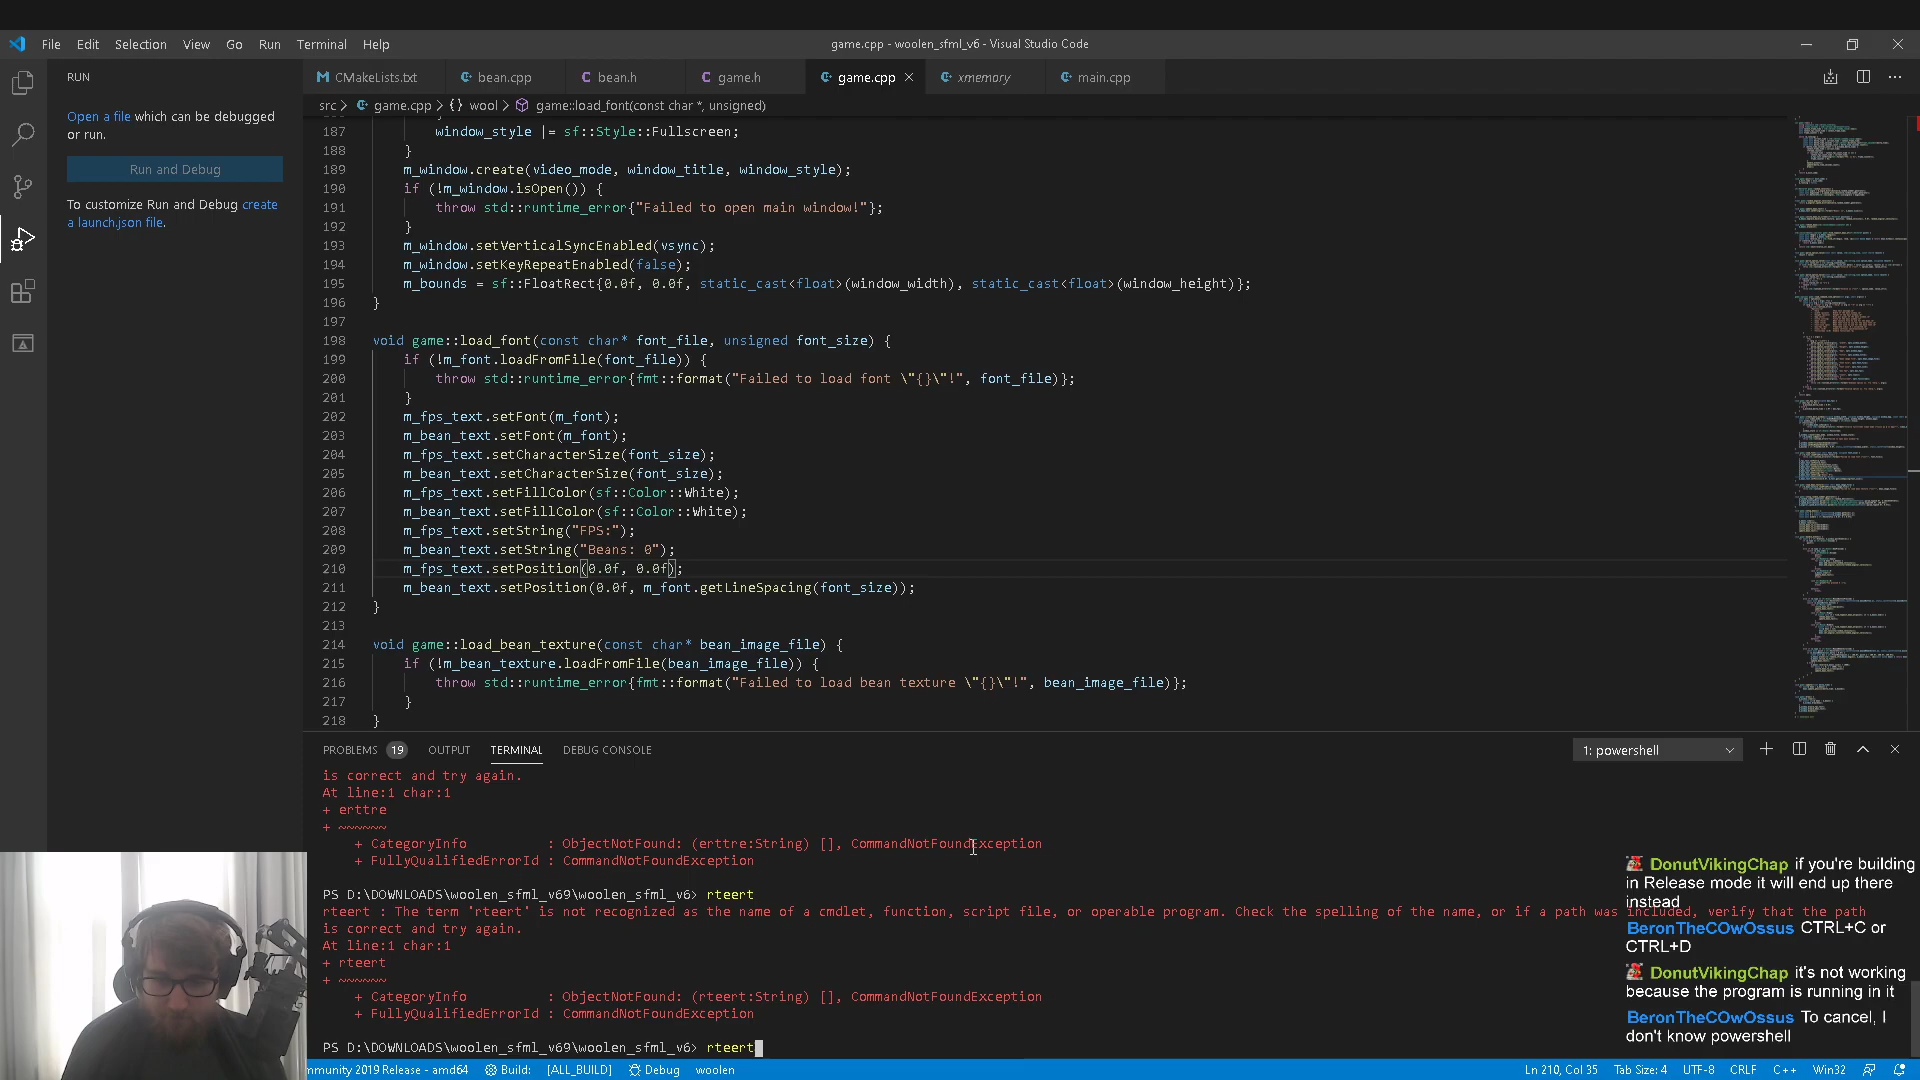 File Edit Selection View Go Run Terminal Help
game.cpp - woolen_sfml_v6 - Visual Studio Code
RUN
CMakeLists.txt bean.cpp bean.h game.h game.cpp xmemory main.cpp
src > game.cpp > {} wool > game::load_font(const char *, unsigned)
Open a file which can be debugged
or run.
Run and Debug
To customize Run and Debug create
a launch.json file.
187 window_style |= sf::Style::Fullscreen;
188 }
189 m_window.create(video_mode, window_title, window_style);
190 if (!m_window.isOpen()) {
191 throw std::runtime_error{"Failed to open main window!"};
192 }
193 m_window.setVerticalSyncEnabled(vsync);
194 m_window.setKeyRepeatEnabled(false);
195 m_bounds = sf::FloatRect{0.0f, 0.0f, static_cast<float>(window_width), static_cast<float>(window_height)};
196 }
197
198 void game::load_font(const char* font_file, unsigned font_size) {
199 if (!m_font.loadFromFile(font_file)) {
200 throw std::runtime_error{fmt::format("Failed to load font \"{}\"!", font_file)};
201 }
202 m_fps_text.setFont(m_font);
203 m_bean_text.setFont(m_font);
204 m_fps_text.setCharacterSize(font_size);
205 m_bean_text.setCharacterSize(font_size);
206 m_fps_text.setFillColor(sf::Color::White);
207 m_bean_text.setFillColor(sf::Color::White);
208 m_fps_text.setString("FPS:");
209 m_bean_text.setString("Beans: 0");
210 m_fps_text.setPosition(0.0f, 0.0f);
211 m_bean_text.setPosition(0.0f, m_font.getLineSpacing(font_size));
212 }
213
214 void game::load_bean_texture(const char* bean_image_file) {
215 if (!m_bean_texture.loadFromFile(bean_image_file)) {
216 throw std::runtime_error{fmt::format("Failed to load bean texture \"{}\"!", bean_image_file)};
217 }
218 }
PROBLEMS 19 OUTPUT TERMINAL DEBUG CONSOLE
1: powershell
is correct and try again.
At line:1 char:1
+ erttre
+ ~~~~~~
+ CategoryInfo : ObjectNotFound: (erttre:String) [], CommandNotFoundException
+ FullyQualifiedErrorId : CommandNotFoundException
PS D:\DOWNLOADS\woolen_sfml_v69\woolen_sfml_v6> rteert
rteert : The term 'rteert' is not recognized as the name of a cmdlet, function, script file, or operable program. Check the spelling of the name, or if a path was included, verify that the path
is correct and try again.
At line:1 char:1
+ rteert
+ ~~~~~~
+ CategoryInfo : ObjectNotFound: (rteert:String) [], CommandNotFoundException
+ FullyQualifiedErrorId : CommandNotFoundException
PS D:\DOWNLOADS\woolen_sfml_v69\woolen_sfml_v6> rteert
DonutVikingChap if you're building
in Release mode it will end up there
instead
BeronTheCOwOssus CTRL+C or
CTRL+D
DonutVikingChap it's not working
because the program is running in it
BeronTheCOwOssus To cancel, I
don't know powershell
mmunity 2019 Release - amd64 Build: [ALL_BUILD] Debug woolen
Ln 210, Col 35 Tab Size: 4 UTF-8 CRLF C++ Win32